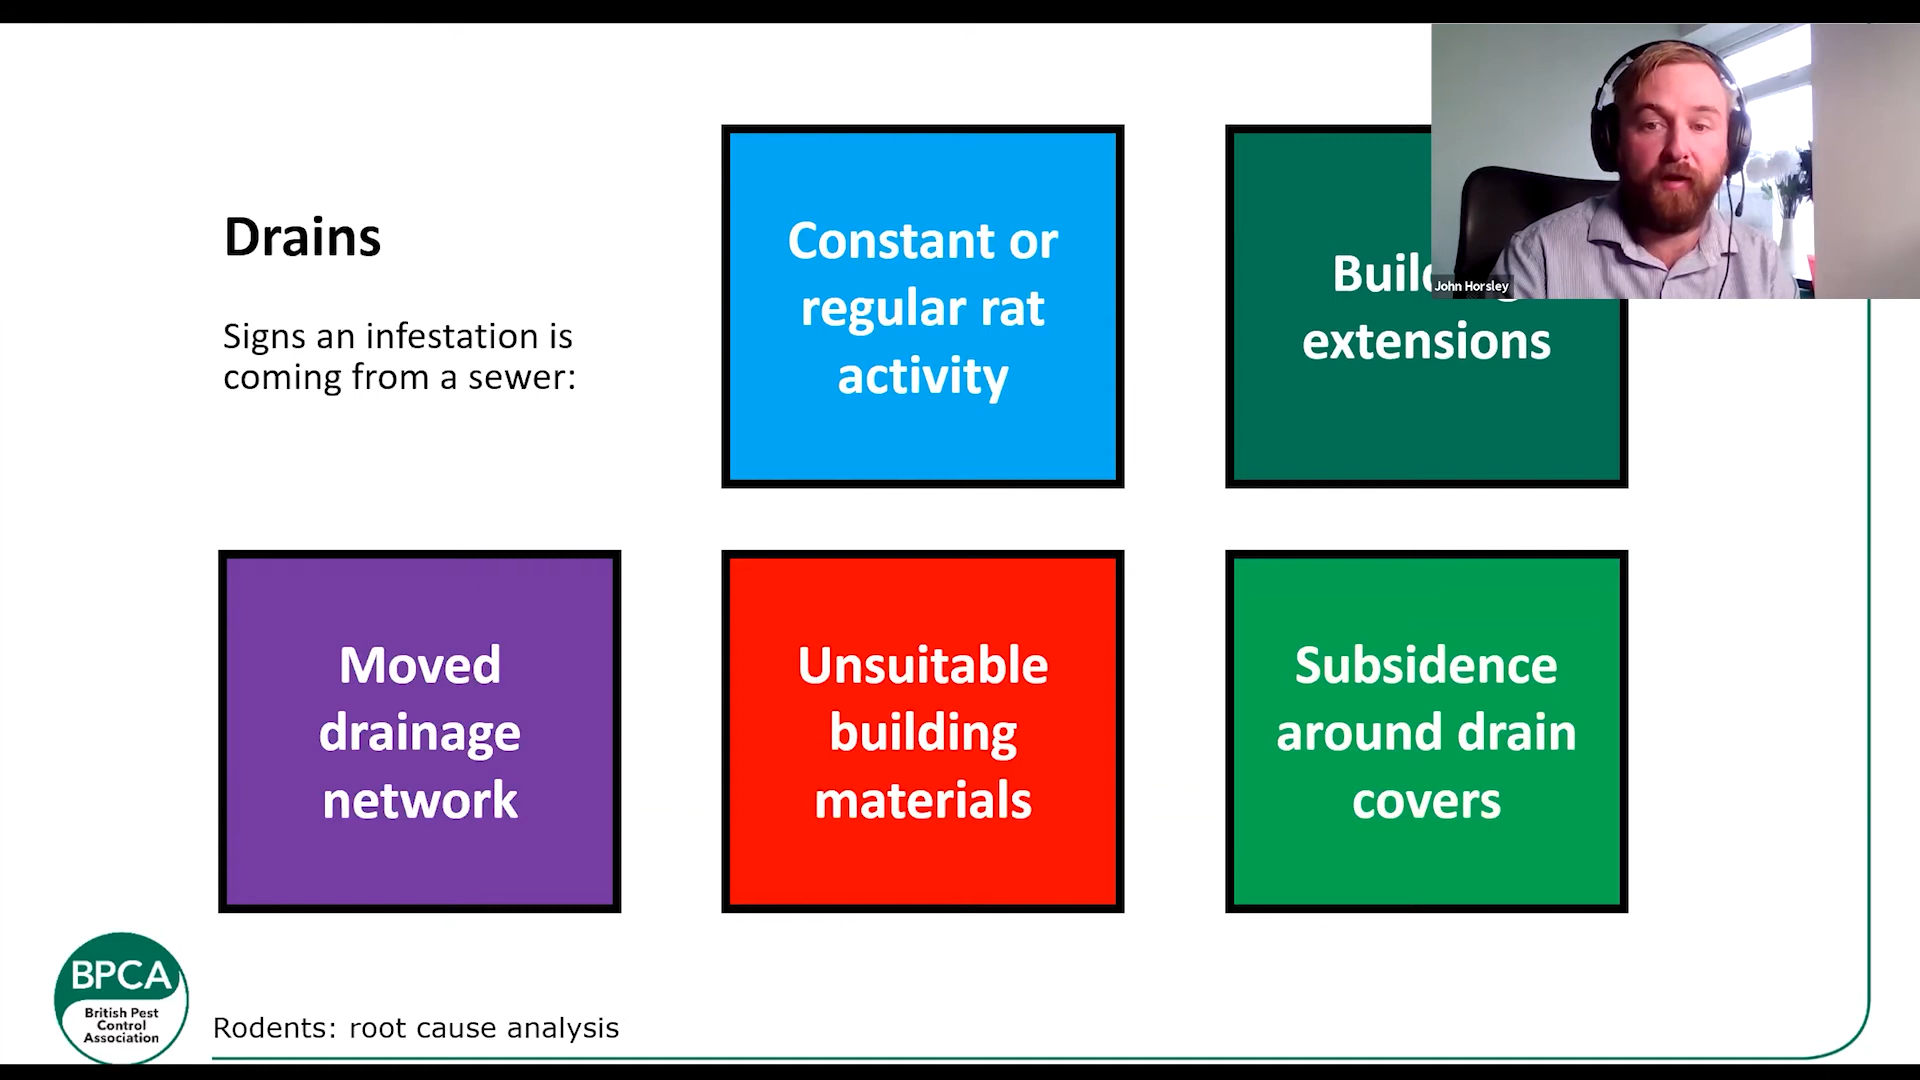 Drains
Signs an infestation is
coming from a sewer:
Constant or
regular rat
activity
extensions
John Horsley
Moved
drainage
network
Unsuitable
building
materials
Subsidence
around drain
covers
BPCA
British Pest
Control
Association
Rodents: root cause analysis